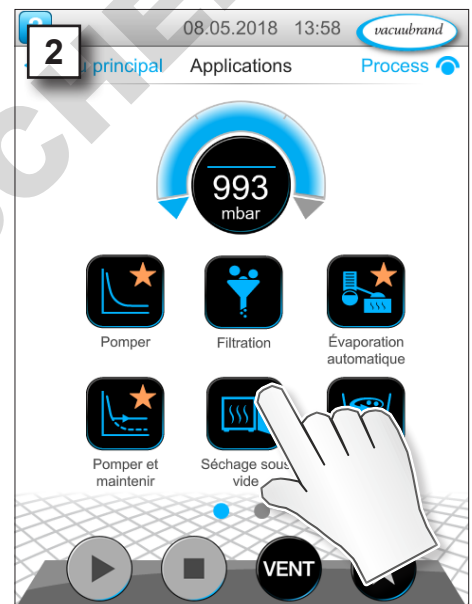 08.05.2018 13:58 vacuubrand
2 principal Applications Process
993
mbar
Pomper Filtration Évaporation
automatique
Pomper et
maintenir
Séchage sous
vide
VENT